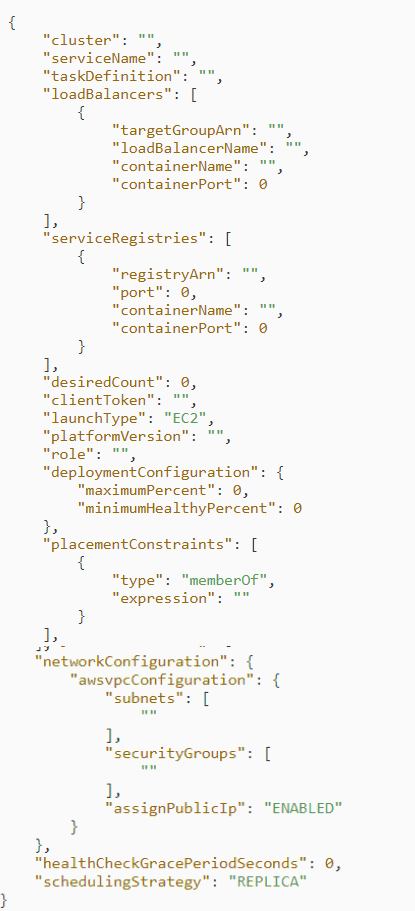 {
    "cluster": "",
    "serviceName": "",
    "taskDefinition": "",
    "loadBalancers": [
        {
            "targetGroupArn": "",
            "loadBalancerName": "",
            "containerName": "",
            "containerPort": 0
        }
    ],
    "serviceRegistries": [
        {
            "registryArn": "",
            "port": 0,
            "containerName": "",
            "containerPort": 0
        }
    ],
    "desiredCount": 0,
    "clientToken": "",
    "launchType": "EC2",
    "platformVersion": "",
    "role": "",
    "deploymentConfiguration": {
        "maximumPercent": 0,
        "minimumHealthyPercent": 0
    },
    "placementConstraints": [
        {
            "type": "memberOf",
            "expression": ""
        }
    ],
    "networkConfiguration": {
        "awsvpcConfiguration": {
            "subnets": [
                ""
            ],
            "securityGroups": [
                ""
            ],
            "assignPublicIp": "ENABLED"
        }
    },
    "healthCheckGracePeriodSeconds": 0,
    "schedulingStrategy": "REPLICA"
}